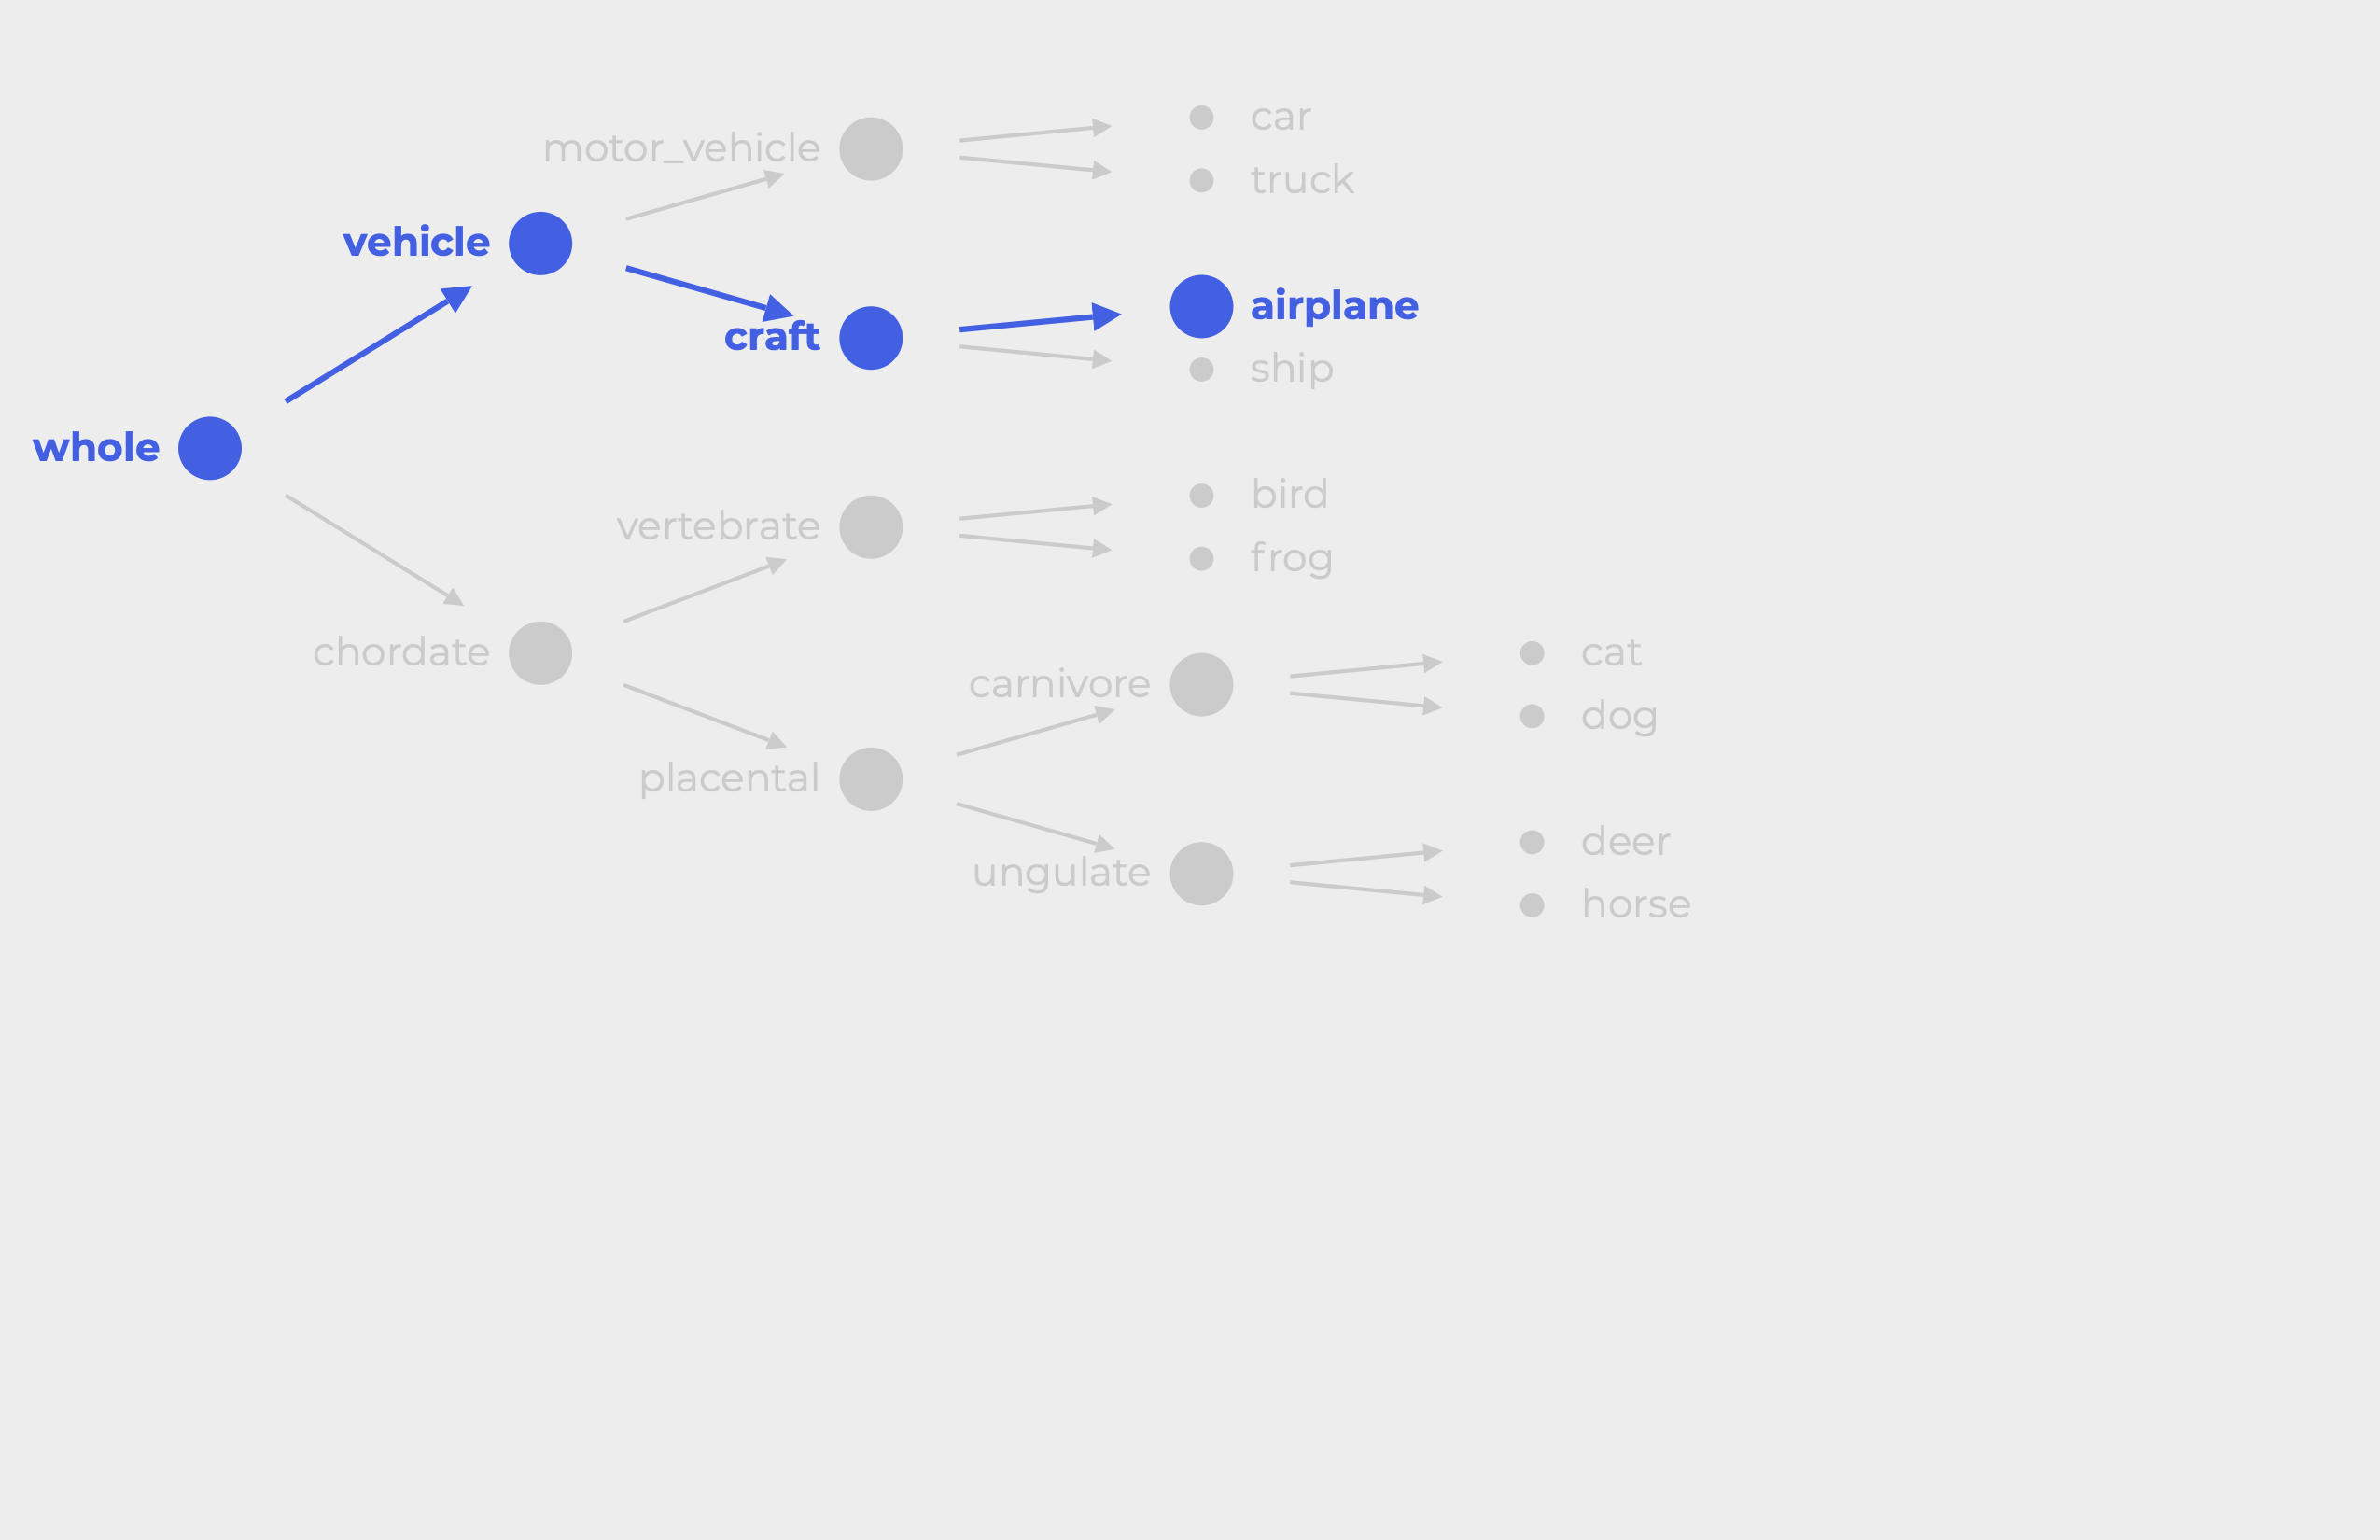 car
motor_vehicle
truck
vehicle
airplane
craft
ship
whole
bird
vertebrate
frog
chordate
cat
carnivore
dog
placental
deer
ungulate
horse